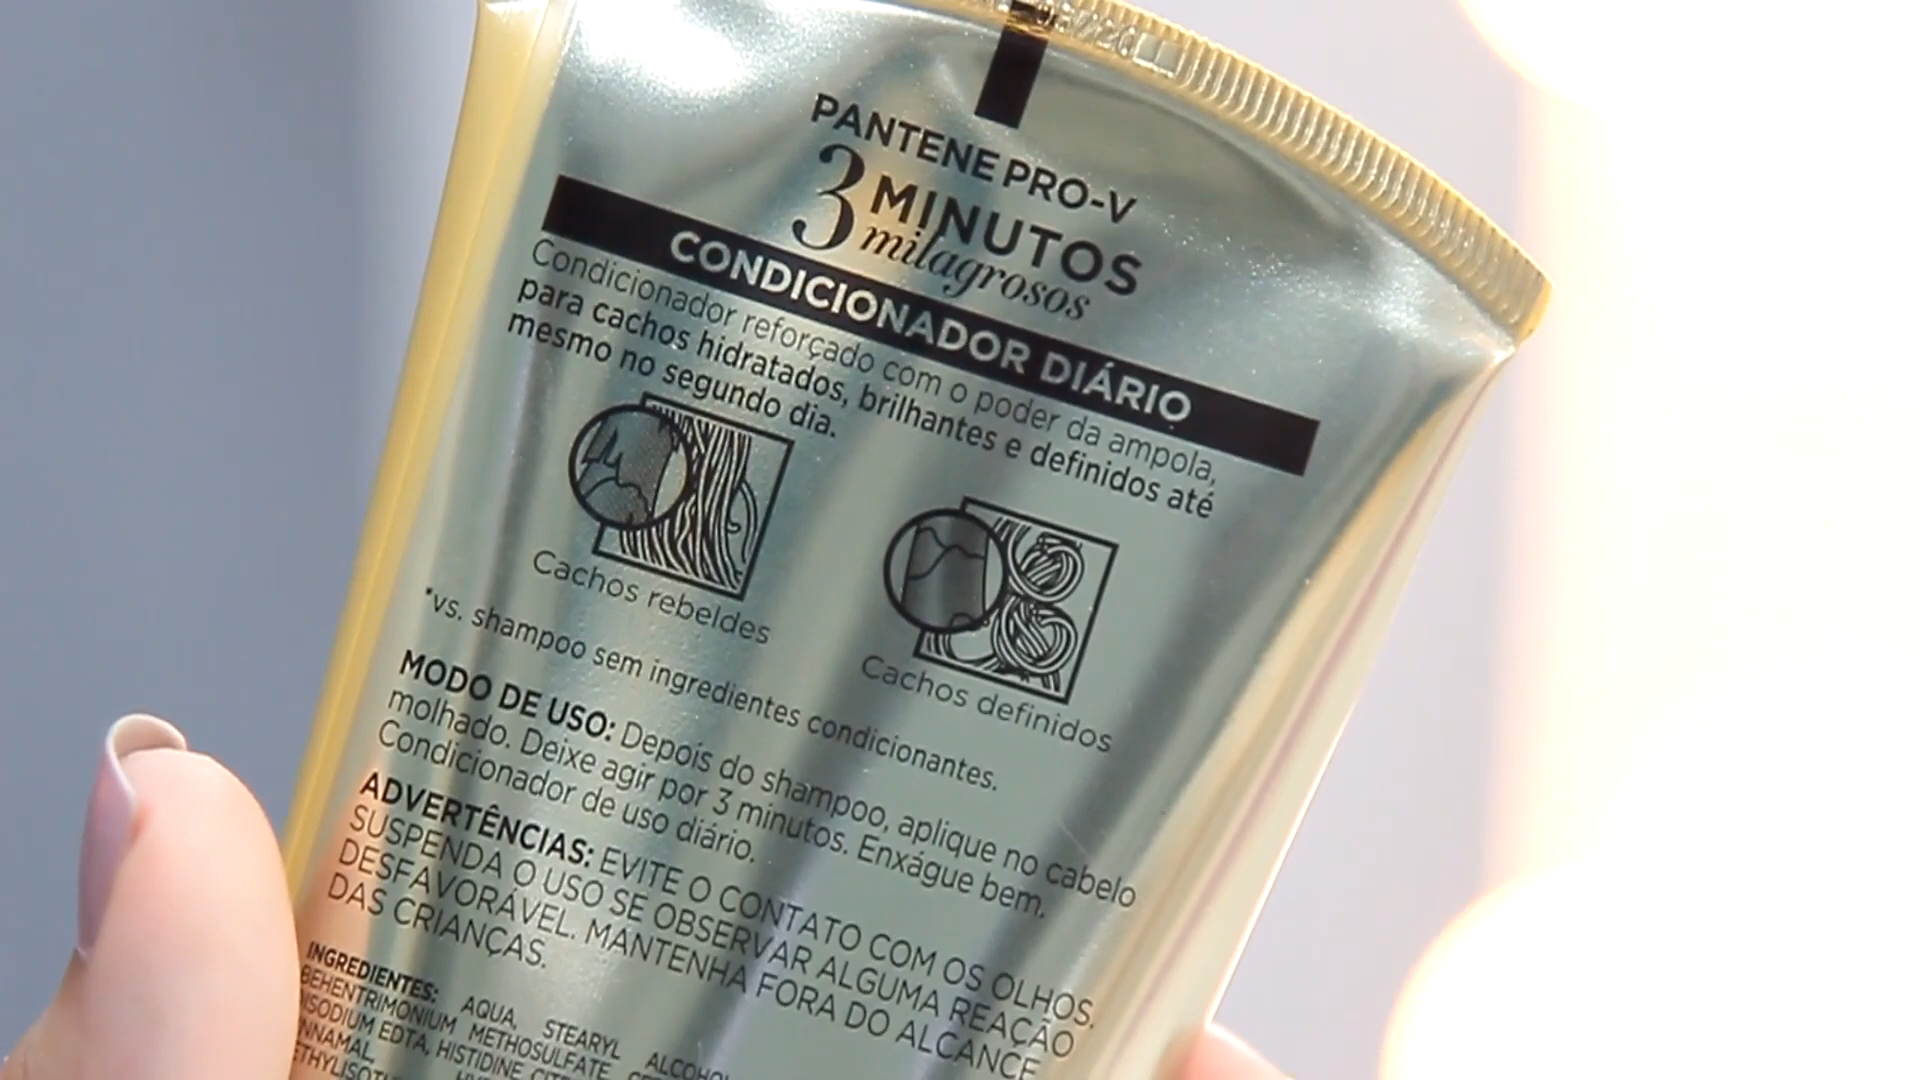 PANTENE PRO-V
3 MINUTOS
milagrosos
CONDICIONADOR DIÁRIO
Condicionador reforçado com o poder da ampola,
para cachos hidratados, brilhantes e definidos até
mesmo no segundo dia.
Cachos rebeldes
Cachos definidos
*vs. shampoo sem ingredientes condicionantes.
MODO DE USO: Depois do shampoo, aplique no cabelo
molhado. Deixe agir por 3 minutos. Enxágue bem.
Condicionador de uso diário.
ADVERTÊNCIAS: EVITE O CONTATO COM OS OLHOS.
SUSPENDA O USO SE OBSERVAR ALGUMA REAÇÃO
DESFAVORÁVEL. MANTENHA FORA DO ALCANCE
DAS CRIANÇAS.
INGREDIENTES: AQUA, STEARYL ALCOHOL
BEHENTRIMONIUM METHOSULFATE,
EDTA, HISTIDINE